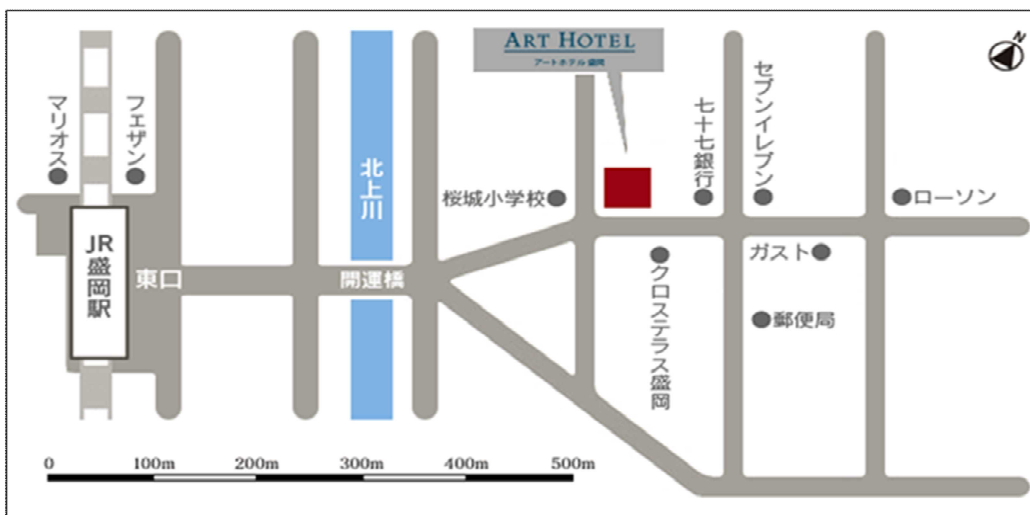 ART HOTEL
アートホテル盛岡
N
マリオス
フェザン
北上川
桜城小学校
七十七銀行
セブンイレブン
ローソン
JR盛岡駅
東口
開運橋
クロステラス盛岡
ガスト
郵便局
0 100m 200m 300m 400m 500m